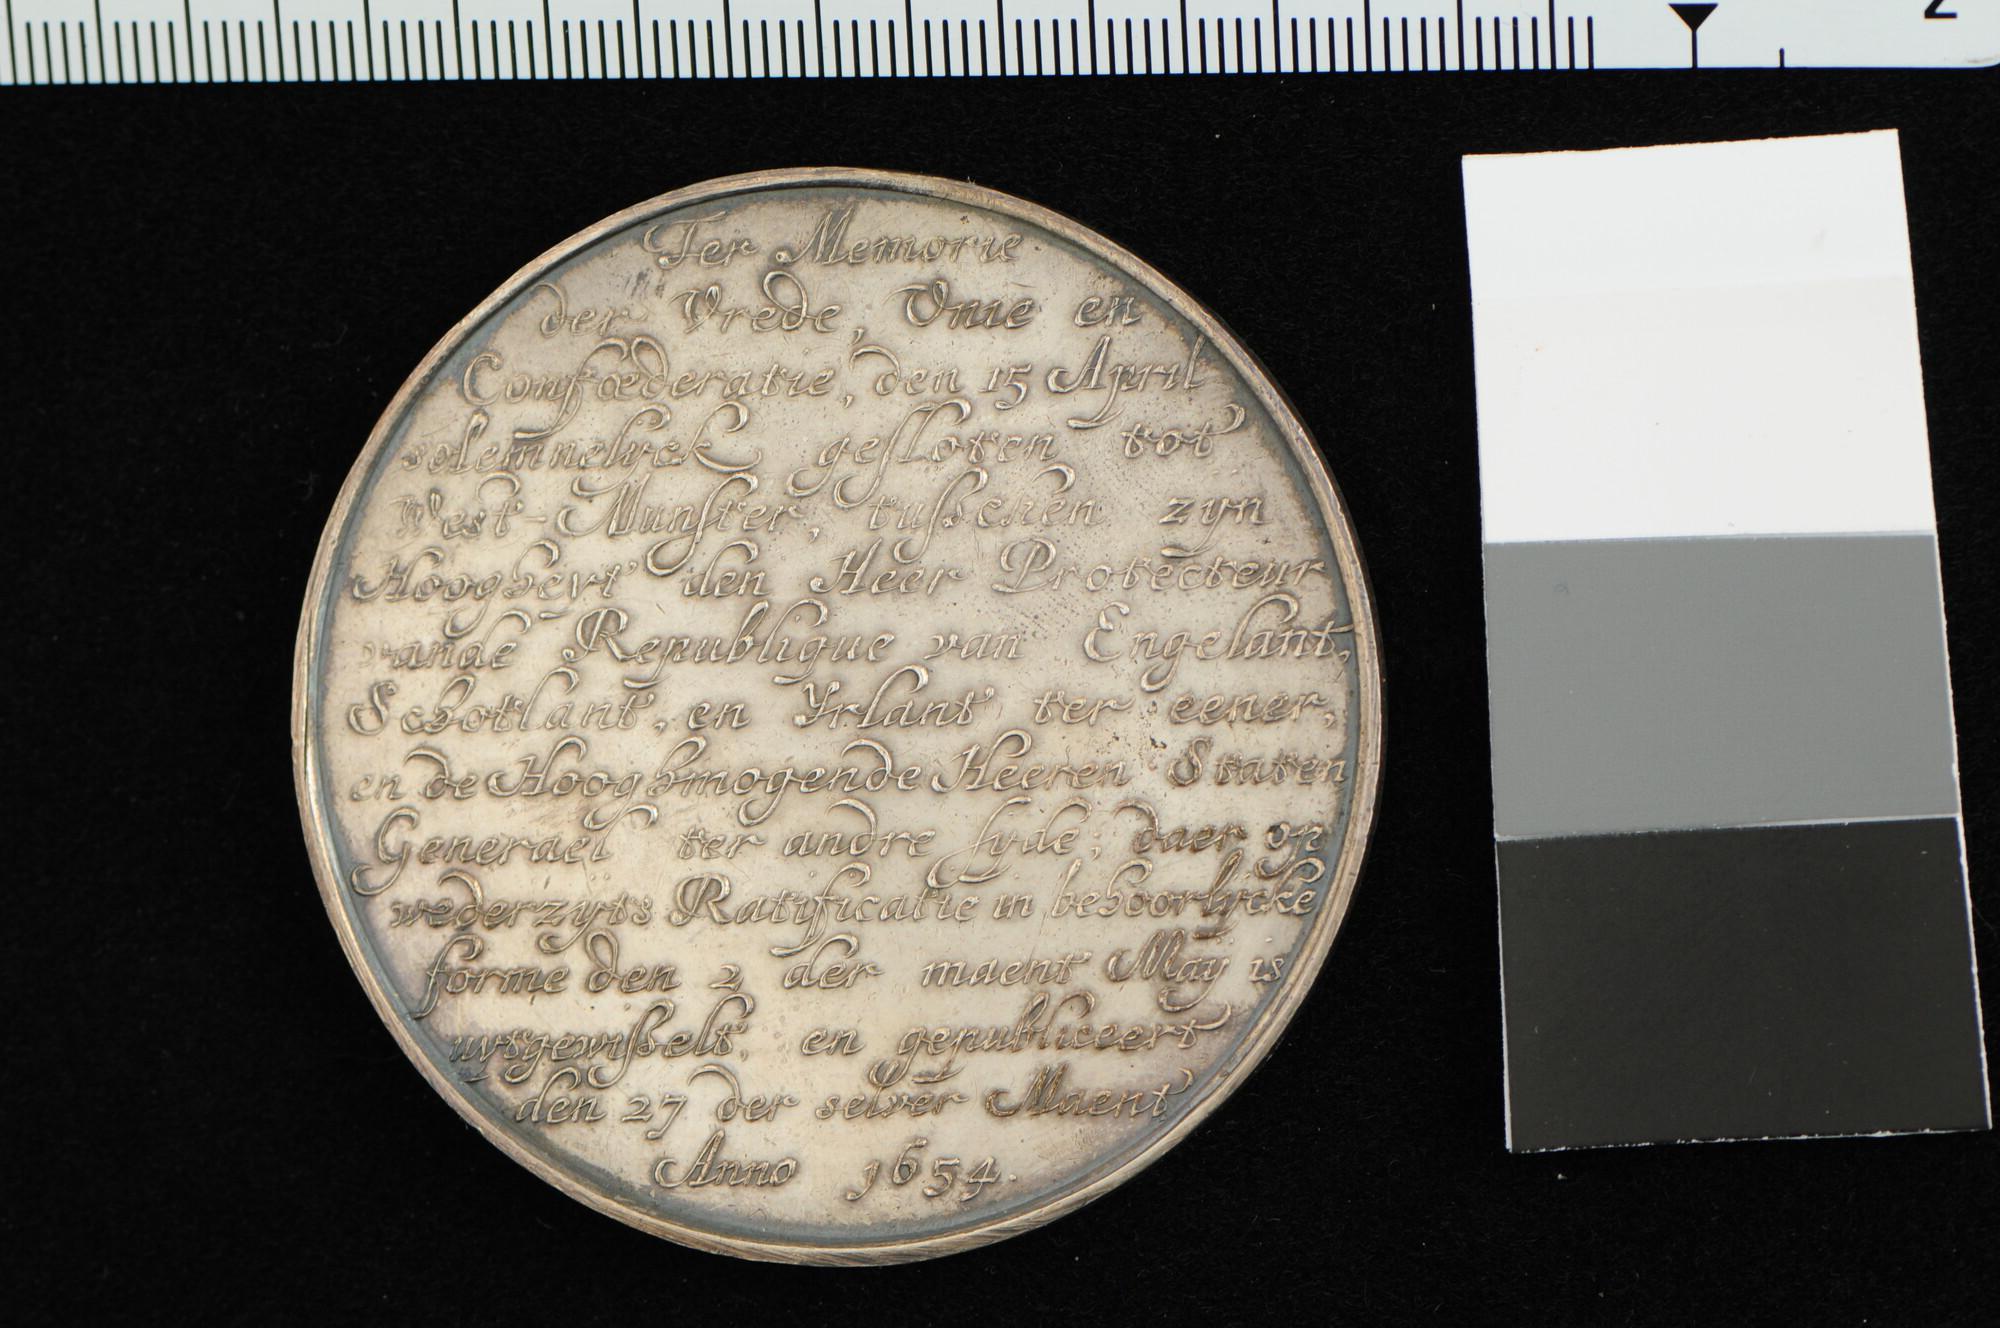 Ter Memorie
der Vrede, Vnie en
Confœderatie, den 15 April
solemnelyck gesloten tot
West-Munster, tusschen zyn
Hoogheyt den Heer Protecteur
vande Republique van Engelant,
Schotlant, en Yrlant ter eener,
en de Hooghmogende Heeren Staten
Generael ter andre syde; daer op
wederzyts Ratificatie in behoorlycke
forme den 2 der maent May is
uytgewisselt, en gepubliceert
den 27 der selver Maent
Anno 1654.